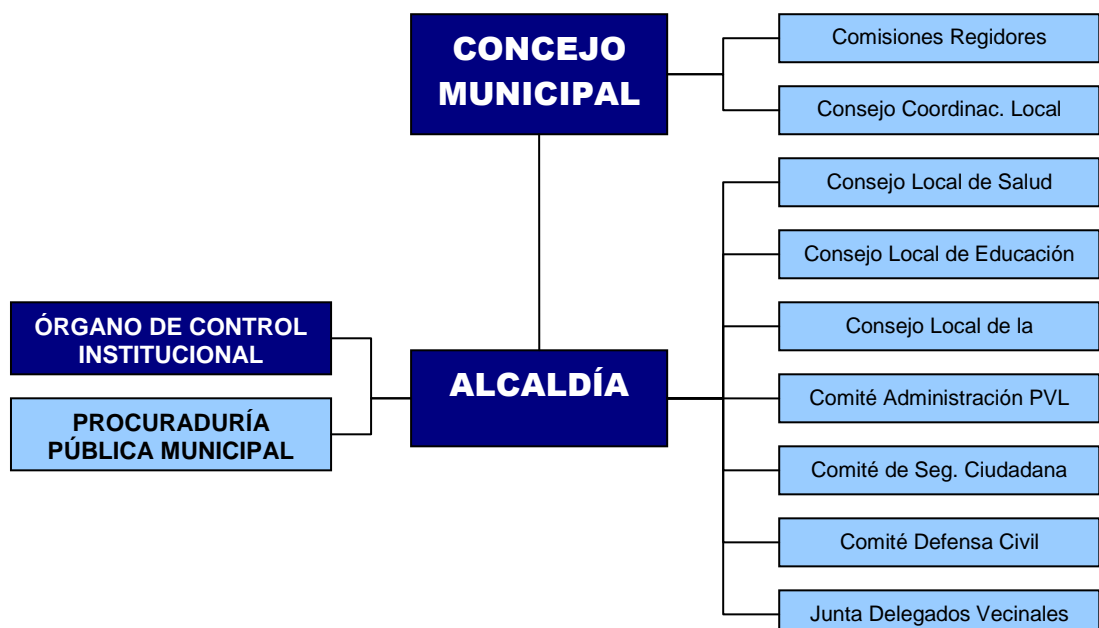 CONCEJO
MUNICIPAL
Comisiones Regidores
Consejo Coordinac. Local
Consejo Local de Salud
Consejo Local de Educación
Consejo Local de la
ÓRGANO DE CONTROL
INSTITUCIONAL
ALCALDÍA
PROCURADURÍA
PÚBLICA MUNICIPAL
Comité Administración PVL
Comité de Seg. Ciudadana
Comité Defensa Civil
Junta Delegados Vecinales